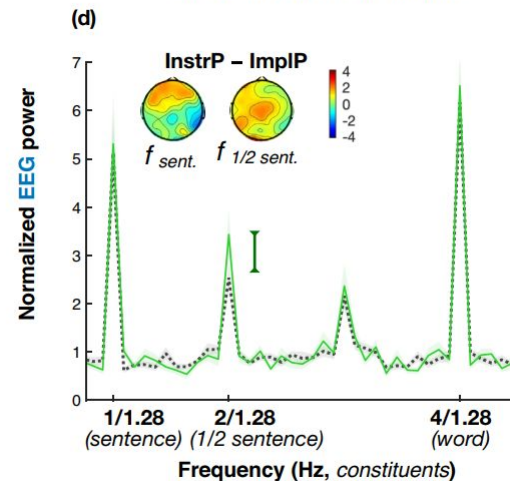 (d)
InstrP – ImplP
f sent.
f 1/2 sent.
4
2
0
-2
-4
Normalized EEG power
7
6
5
4
3
2
1
0
1/1.28
(sentence)
2/1.28
(1/2 sentence)
4/1.28
(word)
Frequency (Hz, constituents)